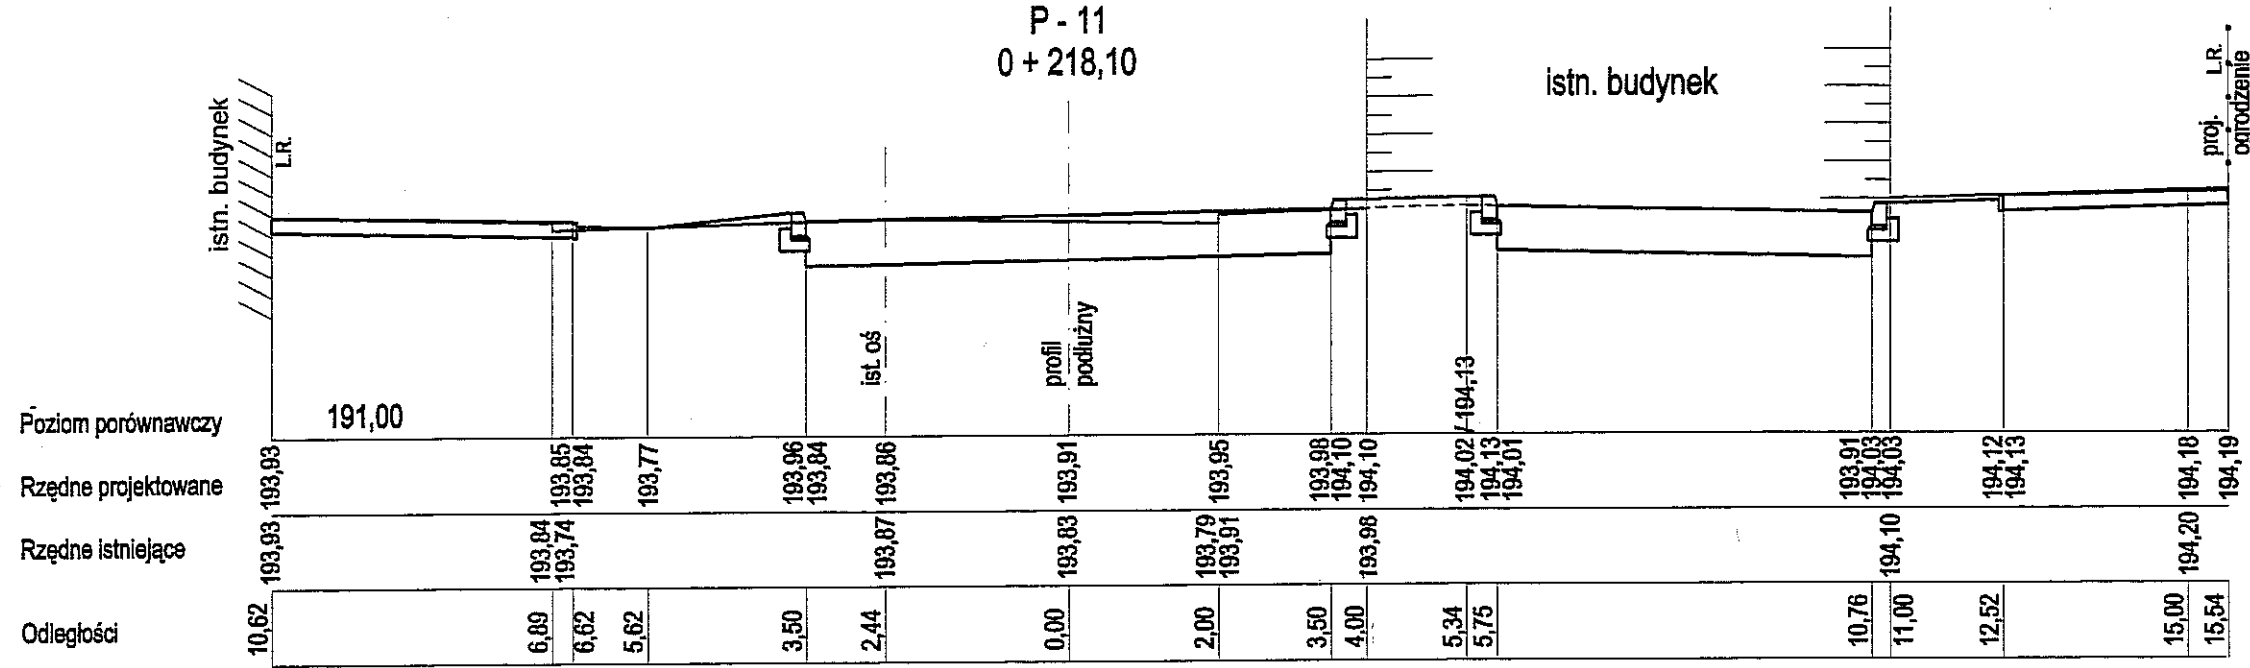 P - 11
0 + 218,10
istn. budynek
L.R.
istn. budynek
proj. L.R.
ogrodzenie
ist. oś
profil
podłużny
194,13
Poziom porównawczy 191,00
Rzędne projektowane 193,93 193,85 193,84 193,77 193,96 193,84 193,86 193,91 193,95 193,98 194,10 194,10 194,02 194,13 194,01 193,91 194,03 194,03 194,12 194,13 194,18 194,19
Rzędne istniejące 193,93 193,84 193,74 193,87 193,83 193,79 193,91 193,98 194,10 194,20
Odległości 10,62 6,89 6,62 5,62 3,50 2,44 0,00 2,00 3,50 4,00 5,34 5,75 10,76 11,00 12,52 15,00 15,54